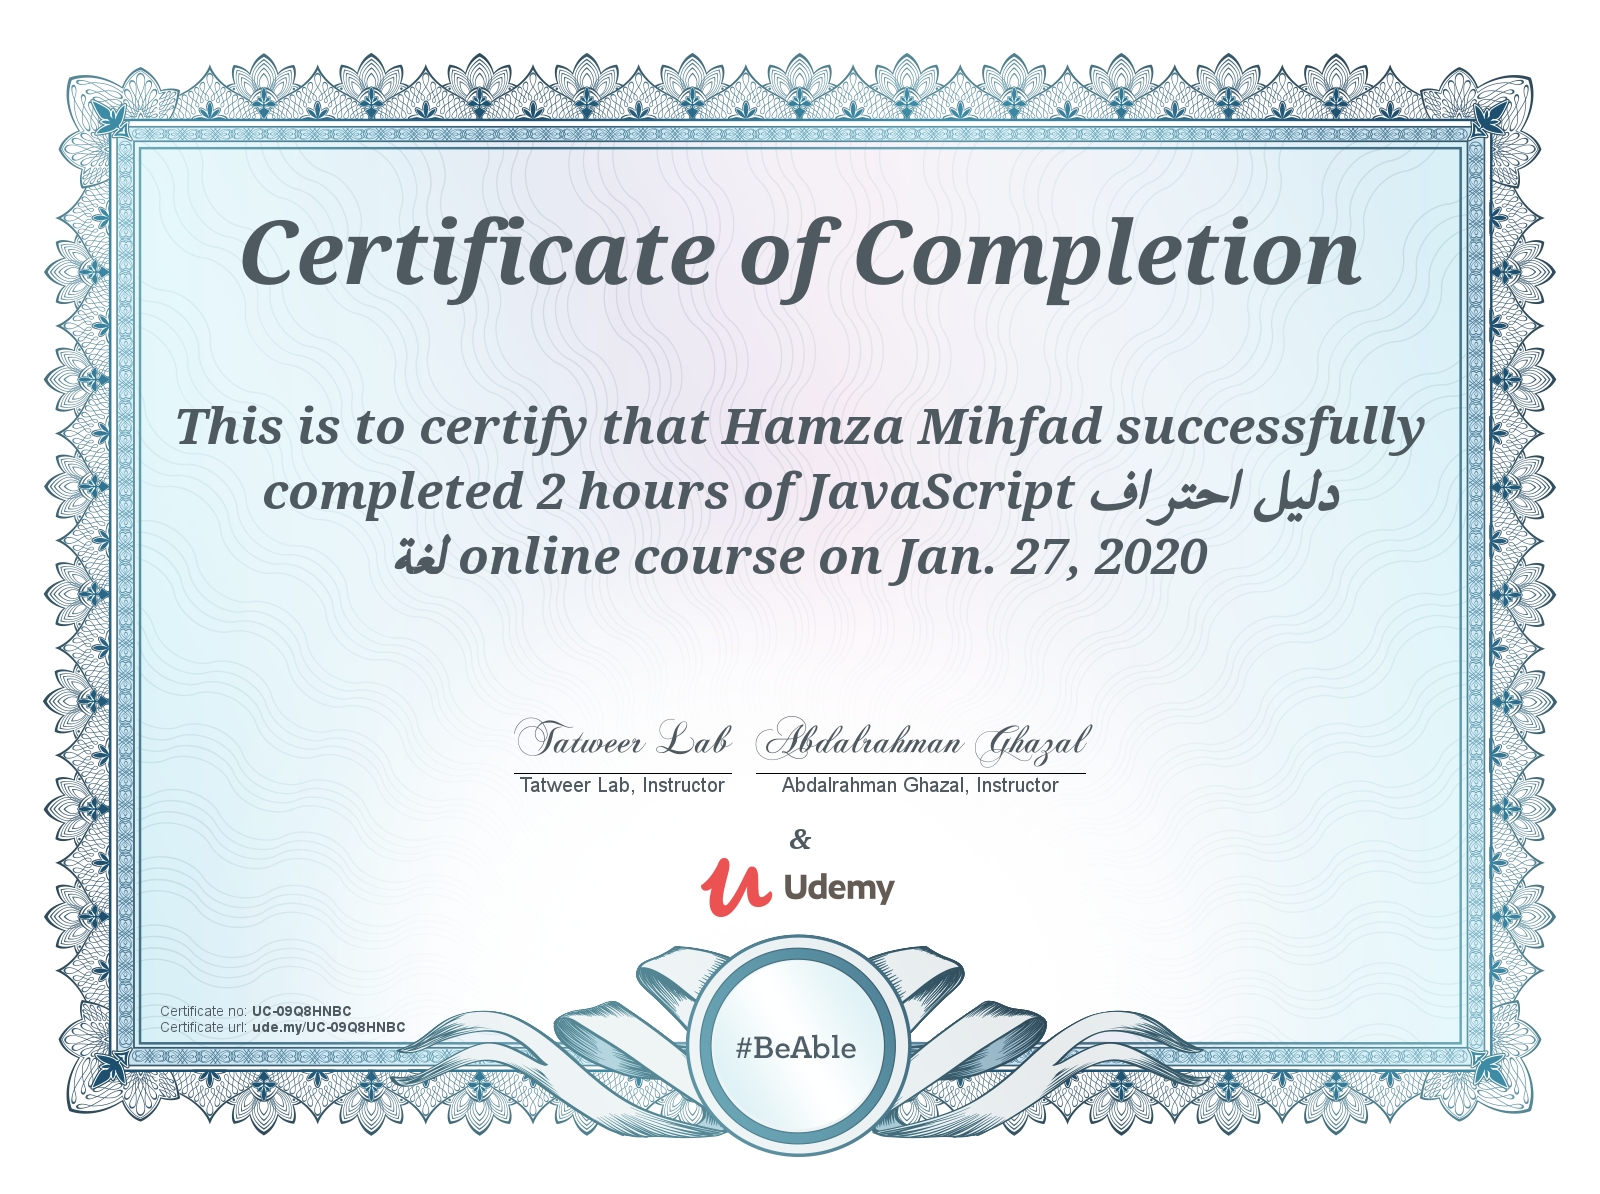 Certificate of Completion
This is to certify that Hamza Mihfad successfully
completed 2 hours of JavaScript دليل احتراف
لغة online course on Jan. 27, 2020
Tatweer Lab Abdalrahman Ghazal
Tatweer Lab, Instructor Abdalrahman Ghazal, Instructor
&
Udemy
Certificate no: UC-09Q8HNBC
Certificate url: ude.my/UC-09Q8HNBC
#BeAble